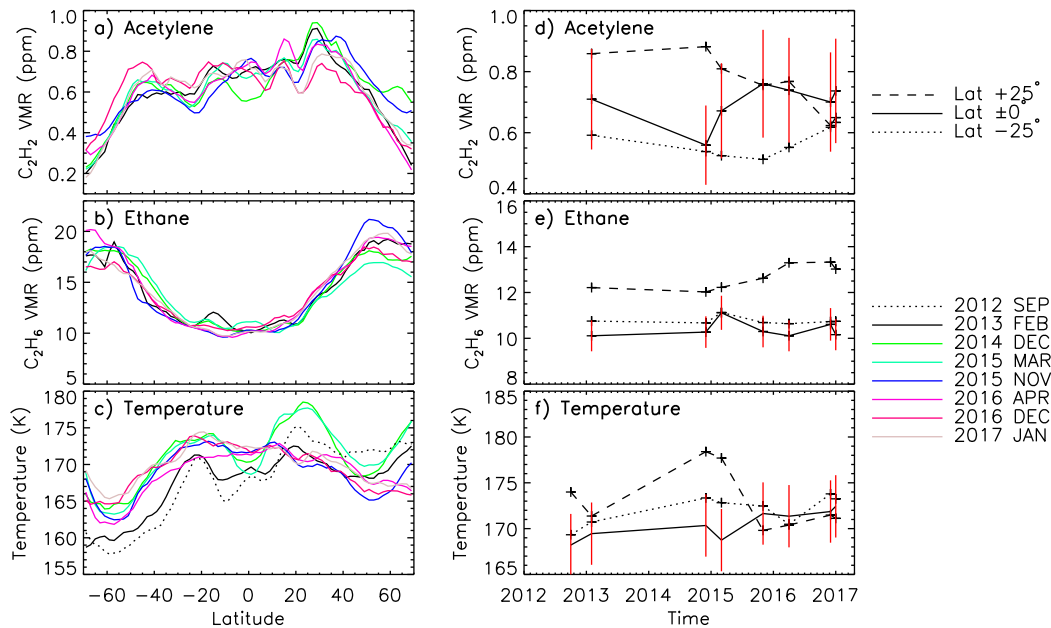 a) Acetylene
C₂H₂ VMR (ppm)
1.0
0.8
0.6
0.4
0.2
b) Ethane
C₂H₆ VMR (ppm)
20
15
10
5
c) Temperature
Temperature (K)
180
175
170
165
160
155
−60 −40 −20 0 20 40 60
Latitude
d) Acetylene
C₂H₂ VMR (ppm)
1.0
0.8
0.6
0.4
e) Ethane
C₂H₆ VMR (ppm)
16
14
12
10
8
f) Temperature
Temperature (K)
185
180
175
170
165
2012 2013 2014 2015 2016 2017
Time
Lat +25°
Lat ±0°
Lat −25°
2012 SEP
2013 FEB
2014 DEC
2015 MAR
2015 NOV
2016 APR
2016 DEC
2017 JAN